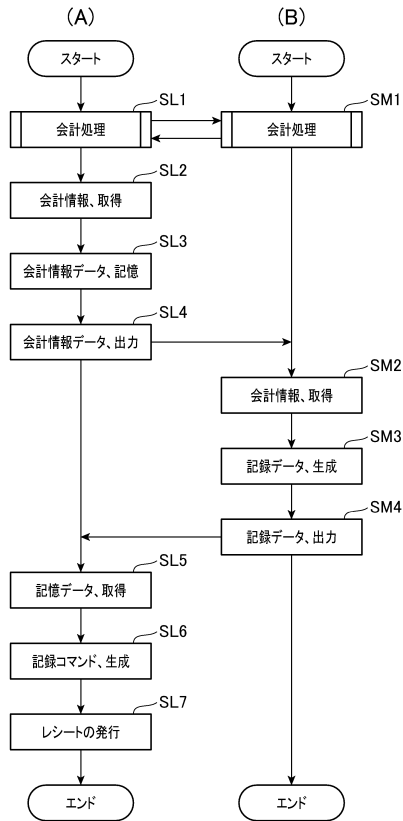 (A)
(B)
スタート
スタート
SL1
SM1
会計処理
会計処理
SL2
会計情報、取得
SL3
会計情報データ、記憶
SL4
会計情報データ、出力
SM2
会計情報、取得
SM3
記録データ、生成
SM4
記録データ、出力
SL5
記憶データ、取得
SL6
記録コマンド、生成
SL7
レシートの発行
エンド
エンド